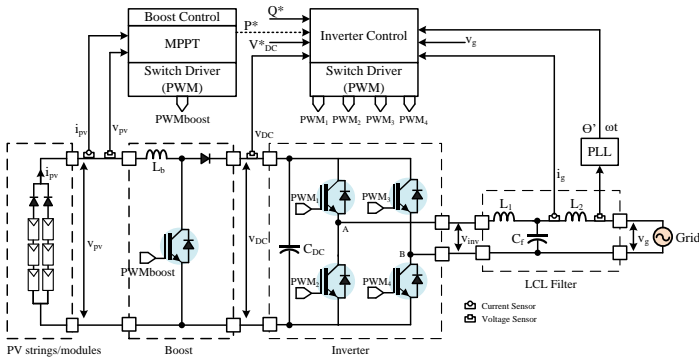 Boost Control
MPPT
Switch Driver
(PWM)
PWMboost
P*
Q*
V*DC
Inverter Control
Switch Driver
(PWM)
PWM1 PWM2 PWM3 PWM4
vg
ipv
vpv
vDC
ig
Θ’ ωt
PLL
ipv
vpv
Lb
PWMboost
vDC
CDC
PWM1
PWM3
A
B
PWM2
PWM4
vinv
L1
L2
Cf
vg
Grid
LCL Filter
Current Sensor
Voltage Sensor
PV strings/modules
Boost
Inverter